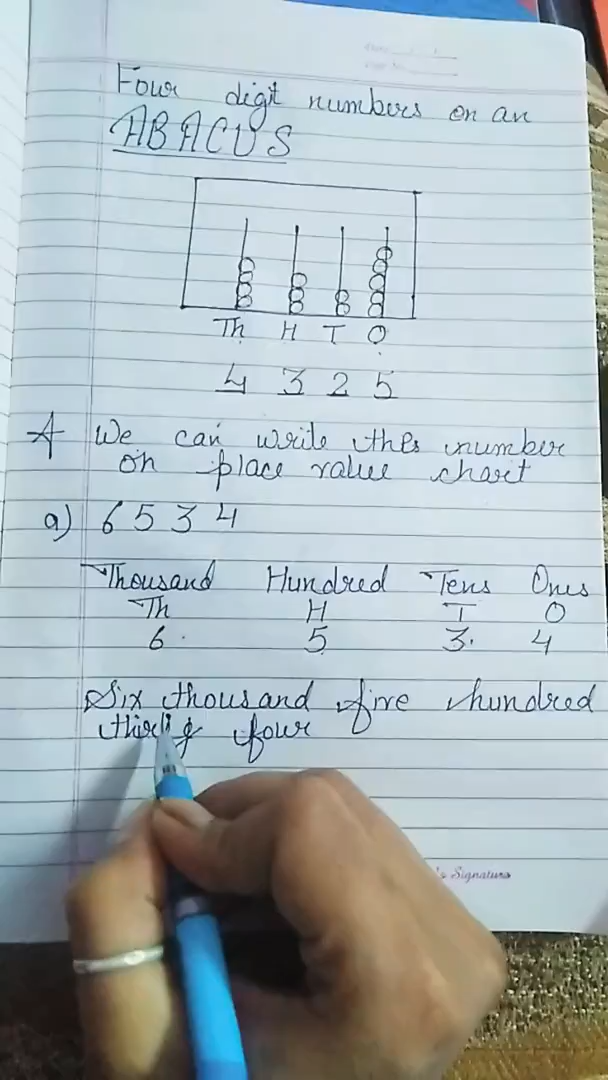 Four digit numbers on an
ABACUS
Th H T O
4 3 2 5
A We can write this number
on place value chart
a) 6 5 3 4
Thousand Hundred Tens Ones
Th H T O
6 5 3 4
Six thousand five hundred
thirty four
's Signature